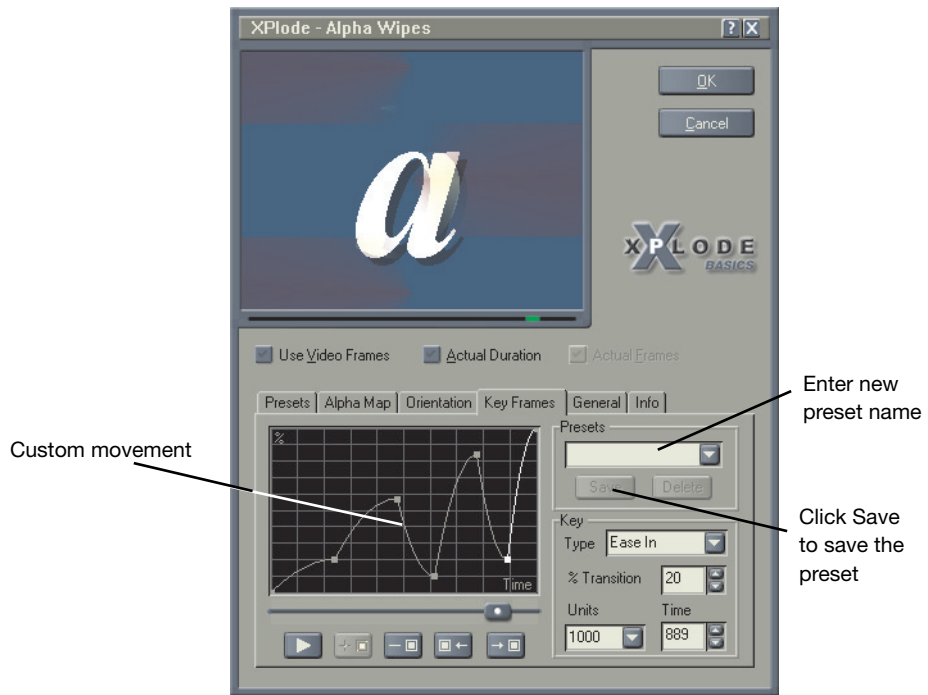 XPlode - Alpha Wipes
OK
Cancel
a
XPLODE
BASICS
Use Video Frames
Actual Duration
Actual Frames
Presets
Alpha Map
Orientation
Key Frames
General
Info
Enter new
preset name
Custom movement
%
Time
Presets
Save
Delete
Click Save
to save the
preset
Key
Type
Ease In
% Transition
20
Units
Time
1000
889